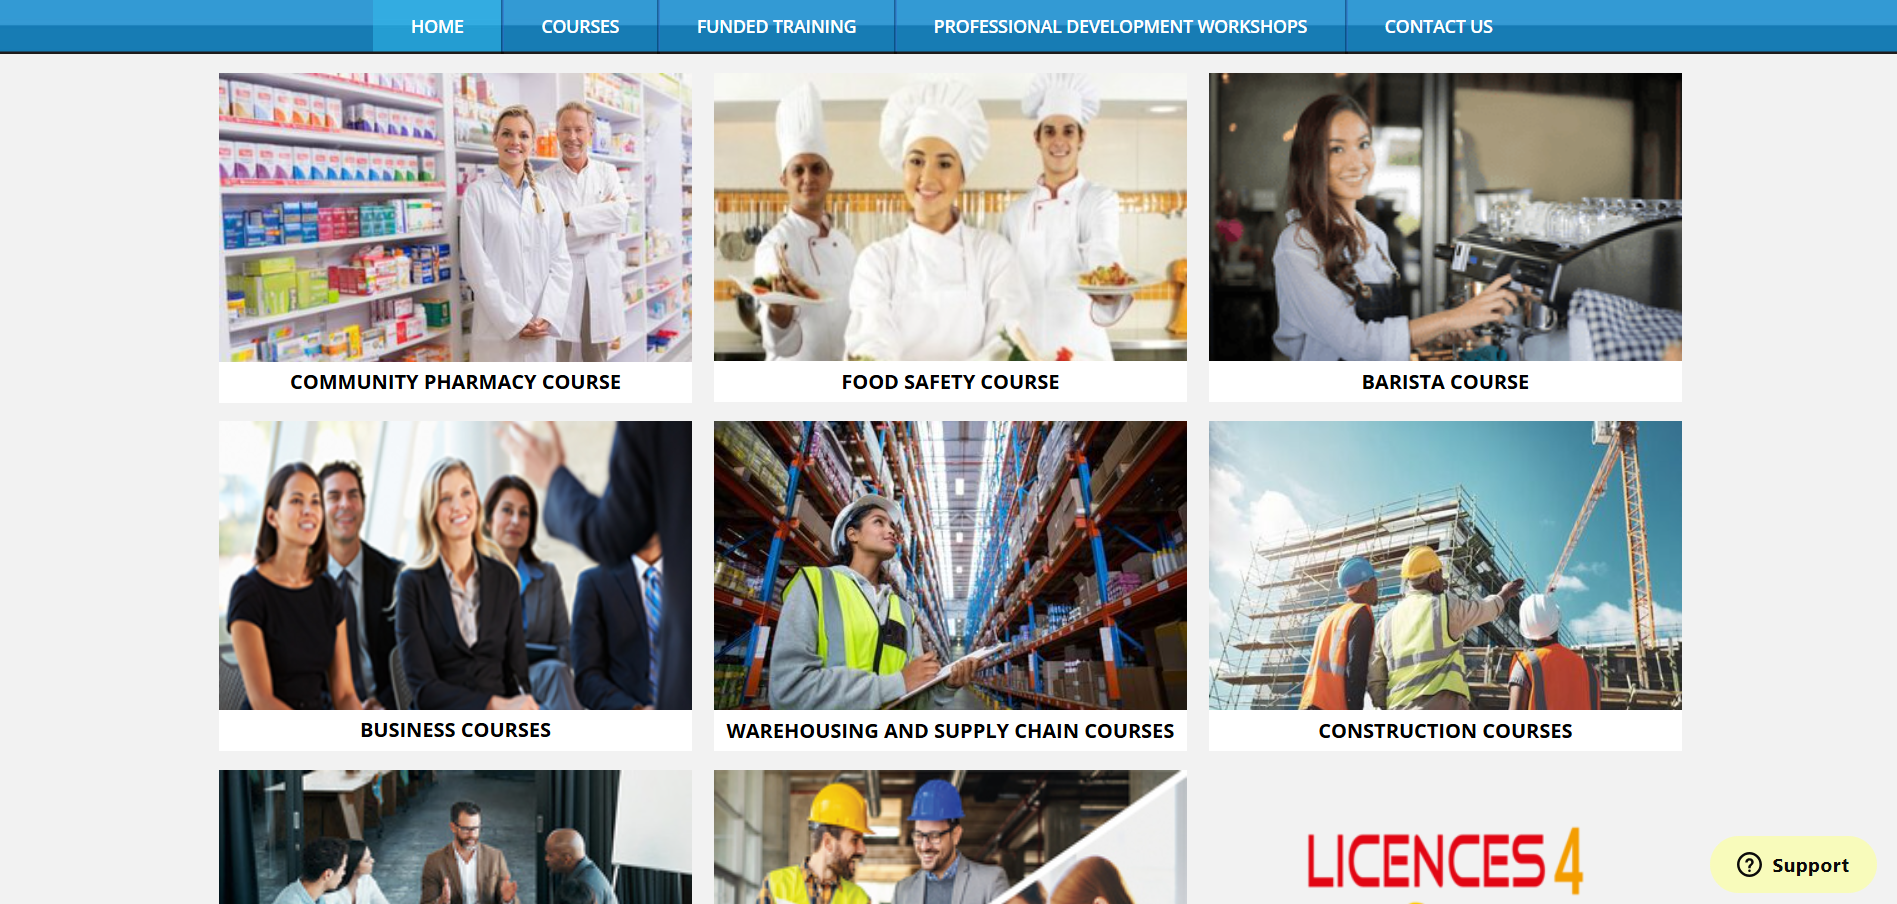 HOME COURSES FUNDED TRAINING PROFESSIONAL DEVELOPMENT WORKSHOPS CONTACT US
COMMUNITY PHARMACY COURSE FOOD SAFETY COURSE BARISTA COURSE
BUSINESS COURSES WAREHOUSING AND SUPPLY CHAIN COURSES CONSTRUCTION COURSES
LICENCES 4
Support